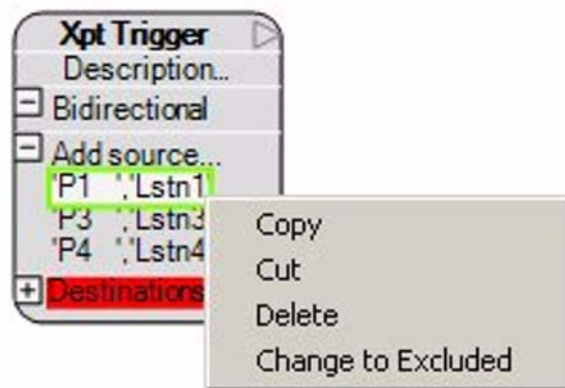 Xpt Trigger
Description...
Bidirectional
Add source...
'P1 ','Lstn1'
'P3 ','Lstn3
'P4 ','Lstn4
Destinations
Copy
Cut
Delete
Change to Excluded